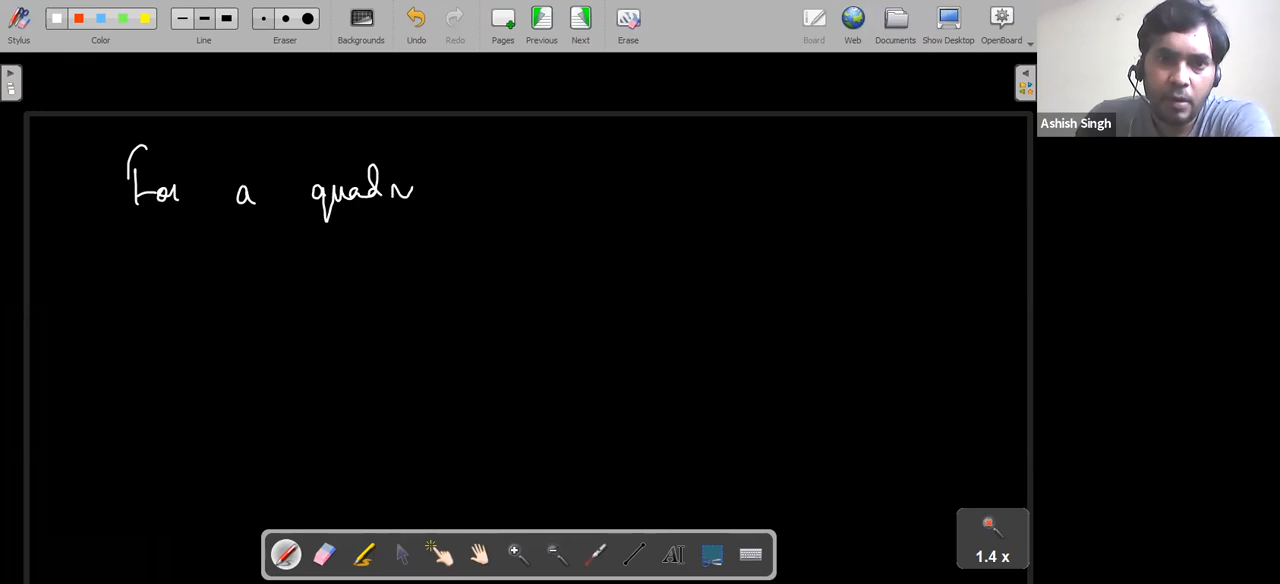 Stylus Color Line Eraser Backgrounds Undo Redo Pages Previous Next Erase Board Web Documents Show Desktop OpenBoard
Ashish Singh
For a quadr
AI
1.4 x